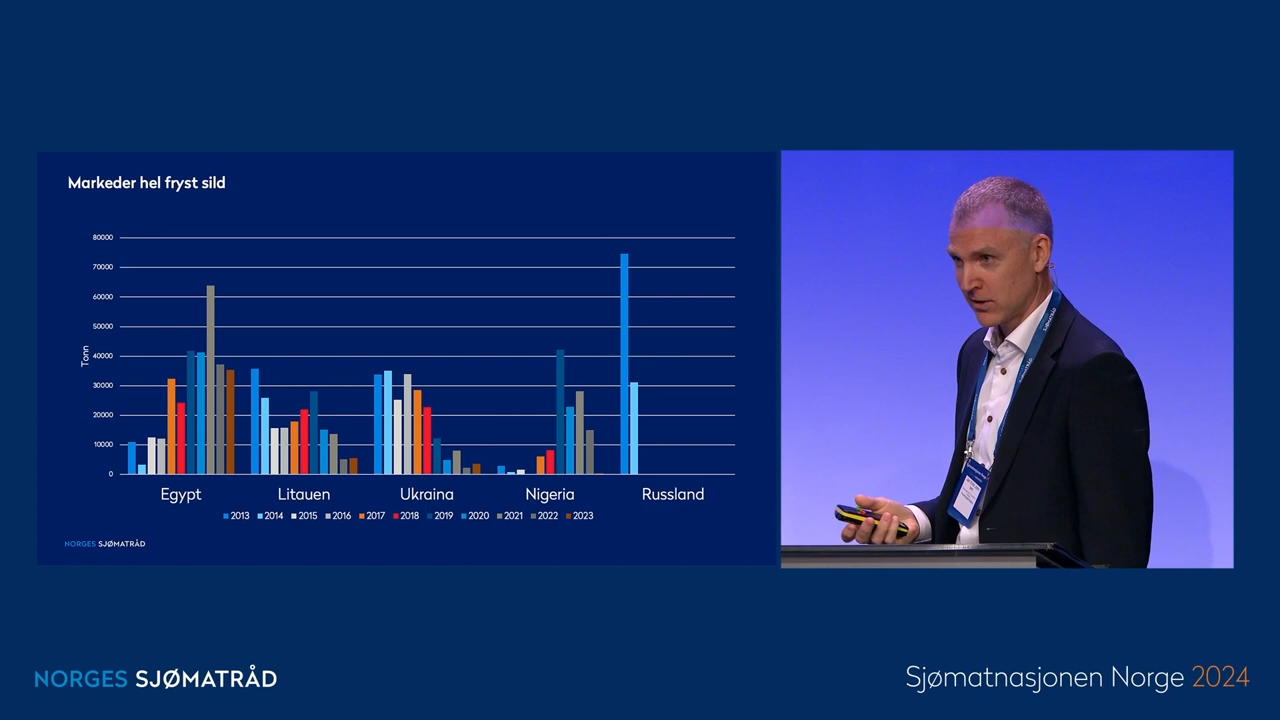 Markeder hel fryst sild
80000
70000
60000
50000
40000
30000
20000
10000
0
Tonn
Egypt Litauen Ukraina Nigeria Russland
2013 2014 2015 2016 2017 2018 2019 2020 2021 2022 2023
NORGES SJØMATRÅD
NORGES SJØMATRÅD
Sjømatnasjonen Norge 2024